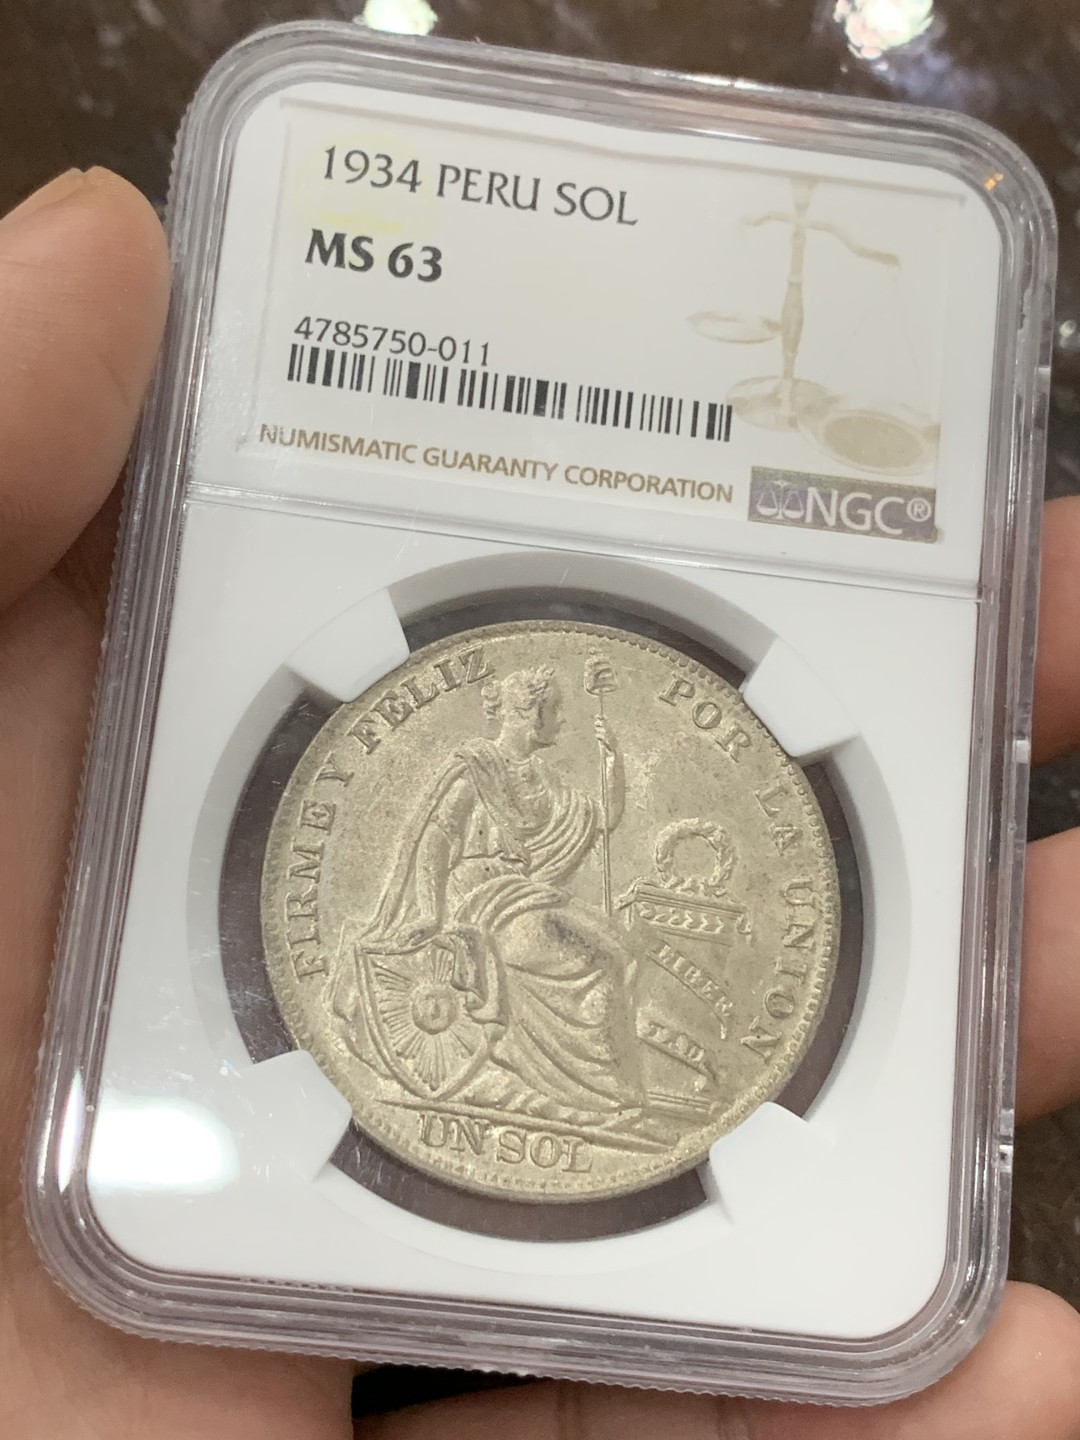 1934 PERU SOL
MS 63
4785750-011
NUMISMATIC GUARANTY CORPORATION
NGC®
FIRME Y FELIZ POR LA UNION
LIBER
TAD
UN SOL